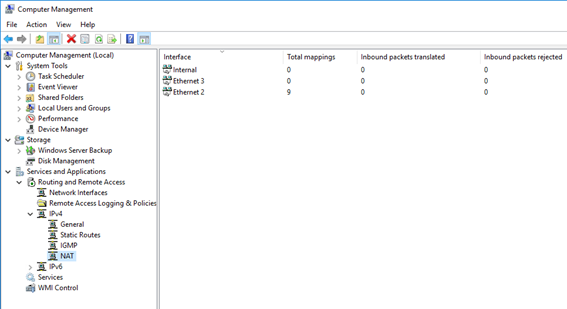 Computer Management
File Action View Help
Computer Management (Local)
System Tools
Task Scheduler
Event Viewer
Shared Folders
Local Users and Groups
Performance
Device Manager
Storage
Windows Server Backup
Disk Management
Services and Applications
Routing and Remote Access
Network Interfaces
Remote Access Logging & Policies
IPv4
General
Static Routes
IGMP
NAT
IPv6
Services
WMI Control
Interface Total mappings Inbound packets translated Inbound packets rejected
Internal 0 0 0
Ethernet 3 0 0 0
Ethernet 2 9 0 0